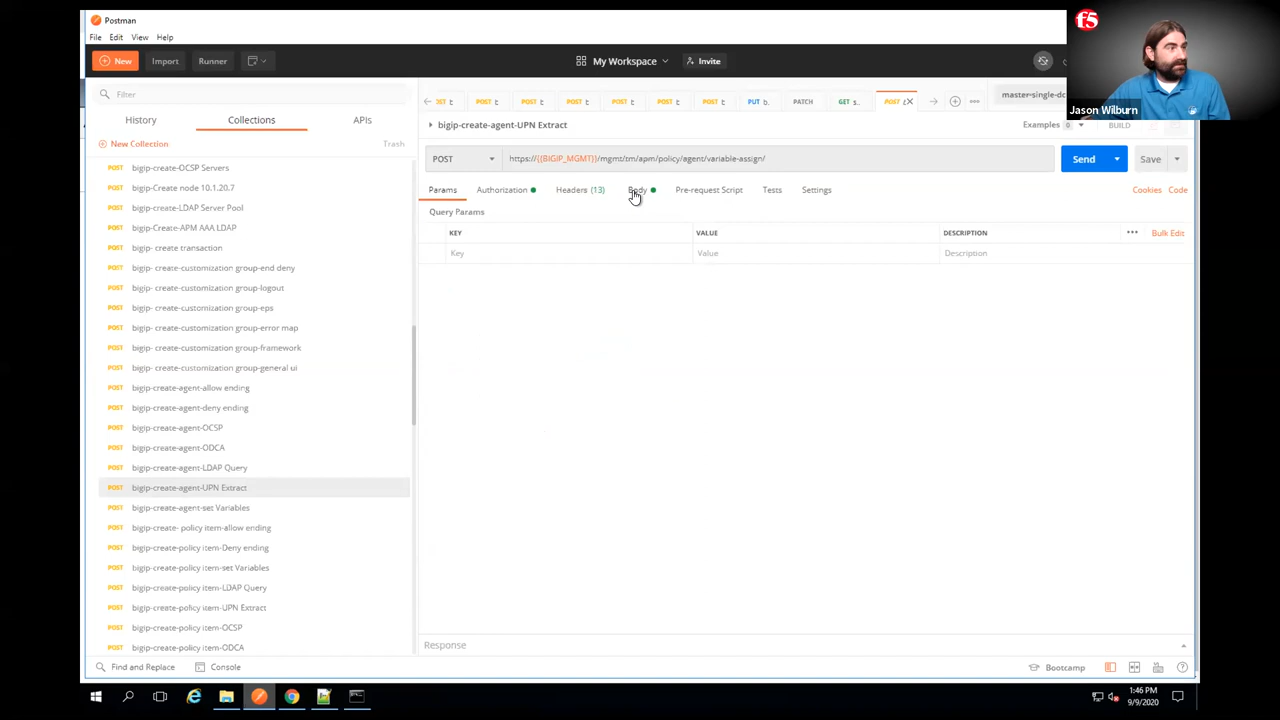 Postman
File Edit View Help
f5
Jason Wilburn
New Import Runner
My Workspace Invite
Filter
History Collections APIs
New Collection Trash
POST bigip-create-OCSP Servers
POST bigip-Create node 10.1.20.7
POST bigip-create-LDAP Server Pool
POST bigip-Create-APM AAA LDAP
POST bigip- create transaction
POST bigip- create-customization group-end deny
POST bigip- create-customization group-logout
POST bigip- create-customization group-eps
POST bigip- create-customization group-error map
POST bigip- create-customization group-framework
POST bigip- create-customization group-general ui
POST bigip-create-agent-allow ending
POST bigip-create-agent-deny ending
POST bigip-create-agent-OCSP
POST bigip-create-agent-ODCA
POST bigip-create-agent-LDAP Query
POST bigip-create-agent-UPN Extract
POST bigip-create-agent-set Variables
POST bigip-create- policy item-allow ending
POST bigip-create-policy item-Deny ending
POST bigip-create-policy item-set Variables
POST bigip-create-policy item-LDAP Query
POST bigip-create-policy item-UPN Extract
POST bigip-create-policy item-OCSP
POST bigip-create-policy item-ODCA
POST t POST t POST t POST t POST t POST t PUT b. PATCH GET s.. POST master-single-do
bigip-create-agent-UPN Extract Examples 0 BUILD
POST https://{{BIGIP_MGMT}}/mgmt/tm/apm/policy/agent/variable-assign/ Send Save
Params Authorization Headers (13) Body Pre-request Script Tests Settings Cookies Code
Query Params
KEY VALUE DESCRIPTION ••• Bulk Edit
Key Value Description
Response
Find and Replace Console Bootcamp
1:46 PM
9/9/2020